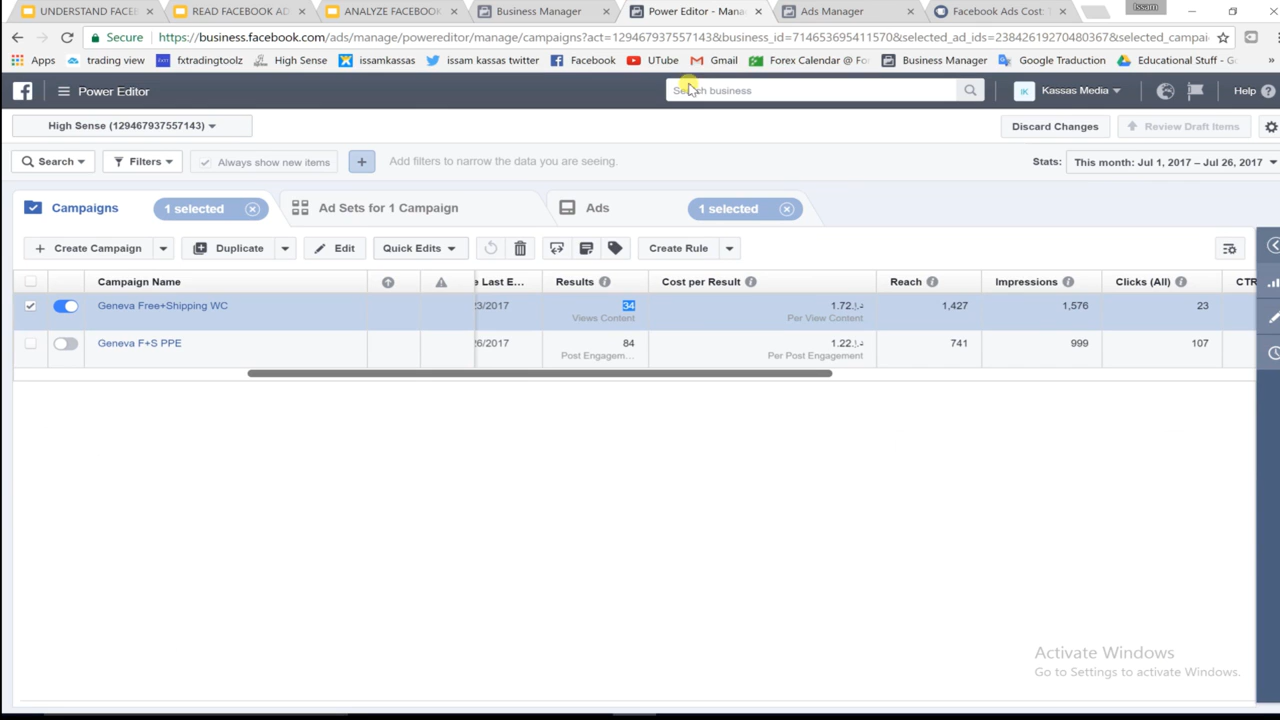 UNDERSTAND FACEB
READ FACEBOOK AD
ANALYZE FACEBOO
Business Manager
Power Editor - Mana
Ads Manager
Facebook Ads Cost: T
Issam
Secure
https://business.facebook.com/ads/manage/powereditor/manage/campaigns?act=129467937557143&business_id=714653695411570&selected_ad_ids=23842619270480367&selected_campai
Apps
trading view
fxtradingtoolz
High Sense
issamkassas
issam kassas twitter
Facebook
UTube
Gmail
Forex Calendar @ Fo
Business Manager
Google Traduction
Educational Stuff - G
Power Editor
Search business
IK
Kassas Media
Help
High Sense (129467937557143)
Discard Changes
Review Draft Items
Search
Filters
Always show new items
Add filters to narrow the data you are seeing.
Stats:
This month: Jul 1, 2017 – Jul 26, 2017
Campaigns
1 selected
Ad Sets for 1 Campaign
Ads
1 selected
Create Campaign
Duplicate
Edit
Quick Edits
Create Rule
Campaign Name
e Last E...
Results
Cost per Result
Reach
Impressions
Clicks (All)
CTR
Geneva Free+Shipping WC
3/2017
34
1.72د.إ.
1,427
1,576
23
Views Content
Per View Content
Geneva F+S PPE
6/2017
84
1.22د.إ.
741
999
107
Post Engagem...
Per Post Engagement
Activate Windows
Go to Settings to activate Windows.